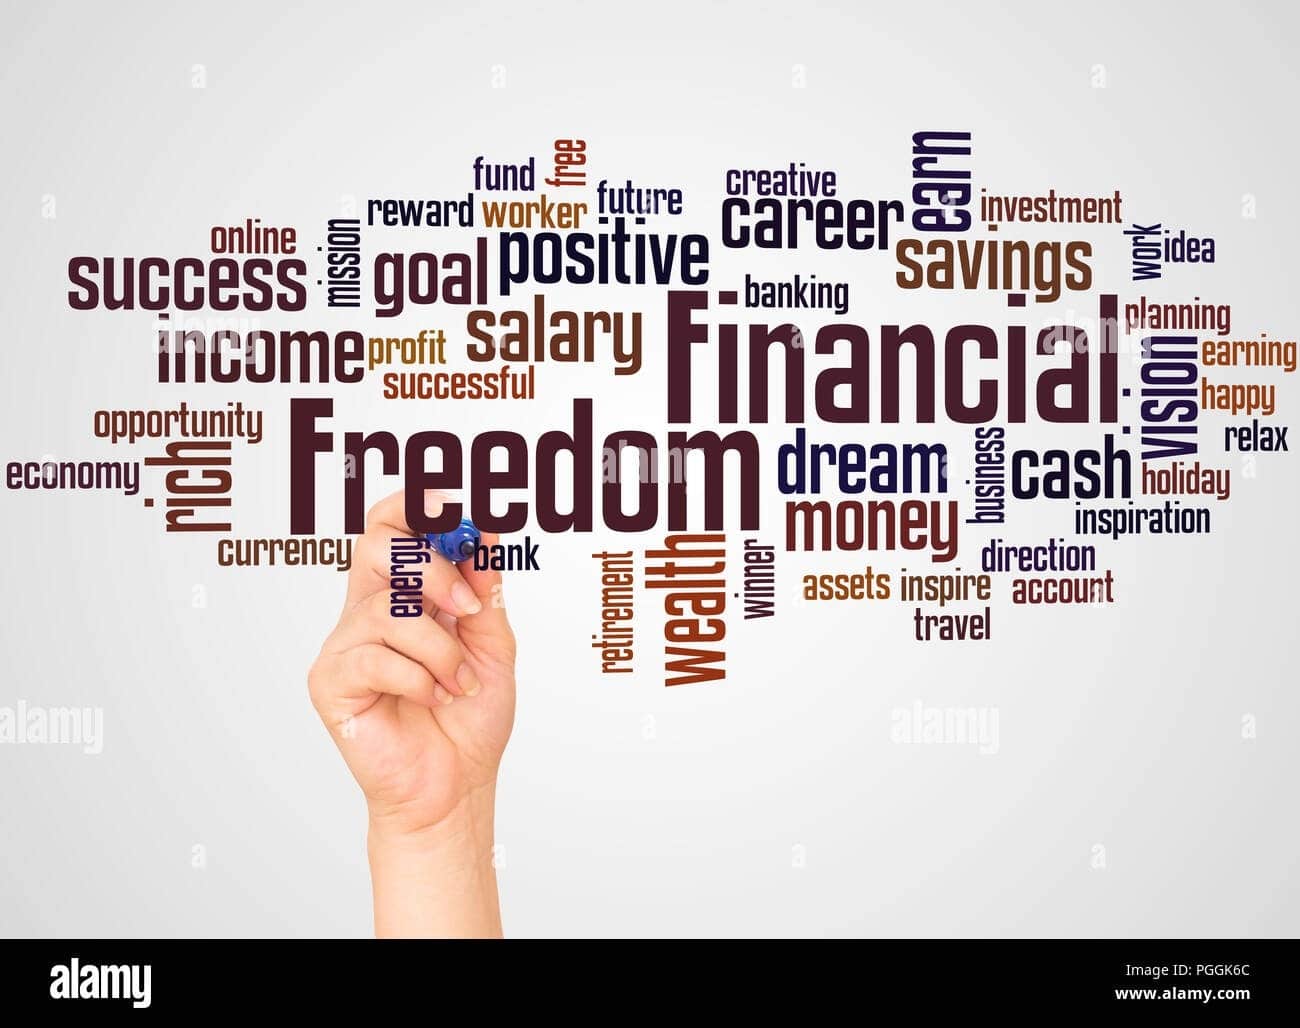 free
fund
reward
worker
future
creative
career
earn
investment
online
mission
goal
positive
savings
work
idea
success
banking
income
profit
salary
successful
Financial
planning
vision
earning
happy
relax
opportunity
rich
economy
Freedom
dream
business
cash
holiday
inspiration
money
currency
energy
bank
retirement
wealth
winner
direction
assets
inspire
account
travel
alamy
alamy
a
a
a
a
a
a
a
a
a
a
a
a
alamy
Image ID: PGGK6C
www.alamy.com